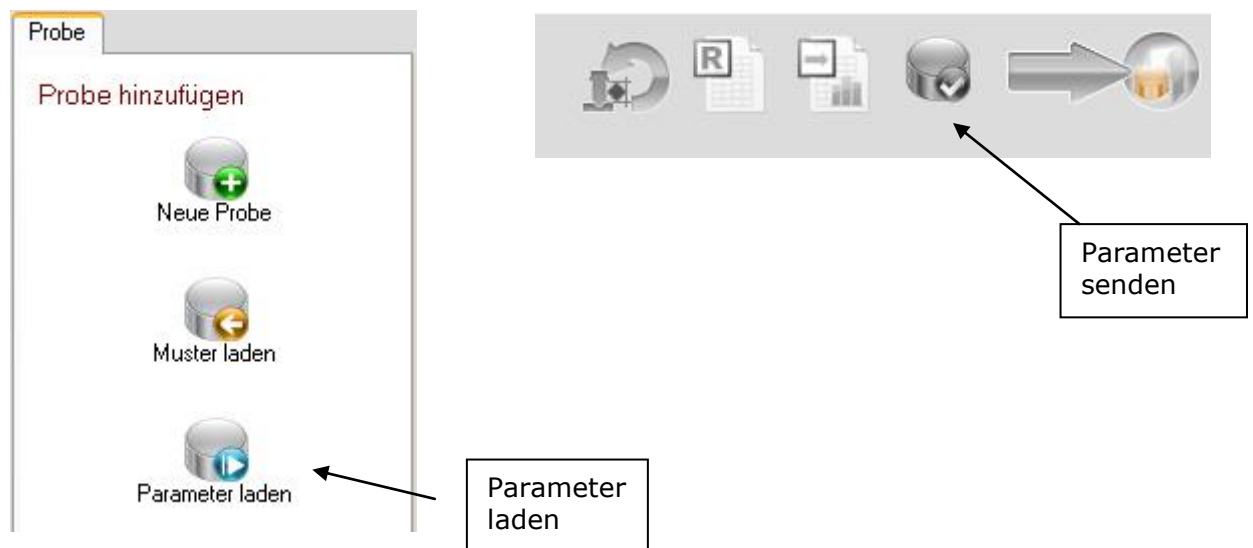 Probe
Probe hinzufügen
Neue Probe
Muster laden
Parameter laden
R
Parameter
senden
Parameter
laden